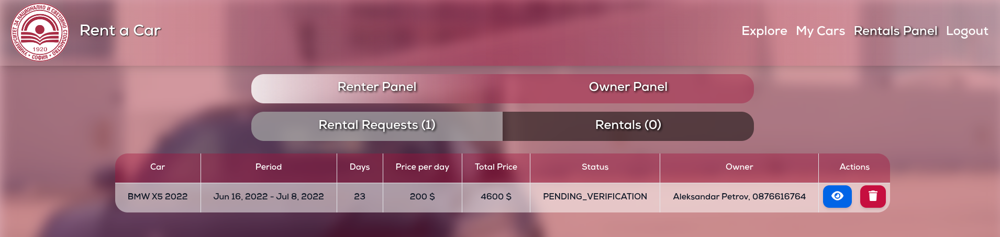 УНИВЕРСИТЕТ ЗА НАЦИОНАЛНО И СВЕТОВНО СТОПАНСТВО
1920
* СОФИЯ *
Rent a Car
Explore My Cars Rentals Panel Logout
Renter Panel Owner Panel
Rental Requests (1) Rentals (0)
Car Period Days Price per day Total Price Status Owner Actions
BMW X5 2022 Jun 16, 2022 - Jul 8, 2022 23 200 $ 4600 $ PENDING_VERIFICATION Aleksandar Petrov, 0876616764